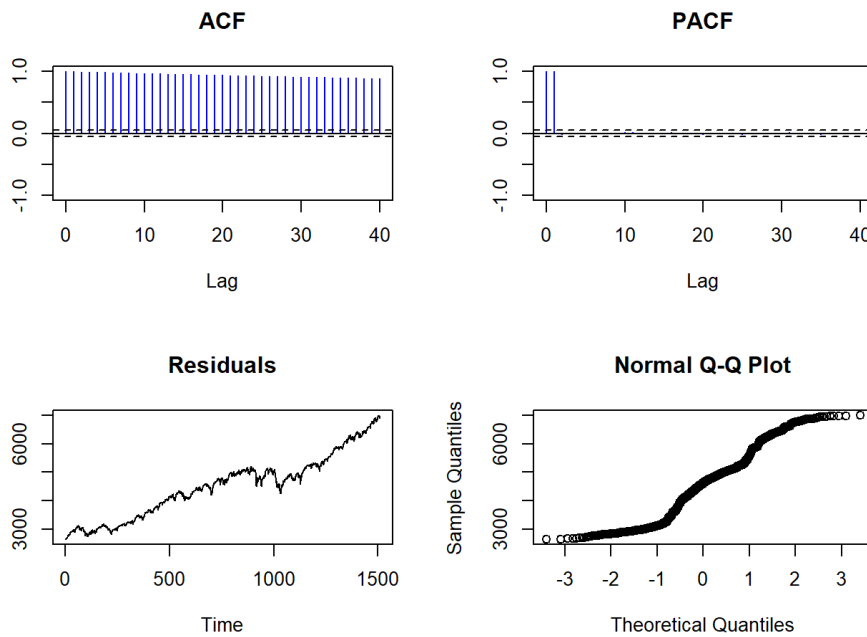 ACF
1.0
0.0
-1.0
0 10 20 30 40
Lag
PACF
1.0
0.0
-1.0
0 10 20 30 40
Lag
Residuals
6000
3000
0 500 1000 1500
Time
Normal Q-Q Plot
Sample Quantiles
6000
3000
-3 -2 -1 0 1 2 3
Theoretical Quantiles